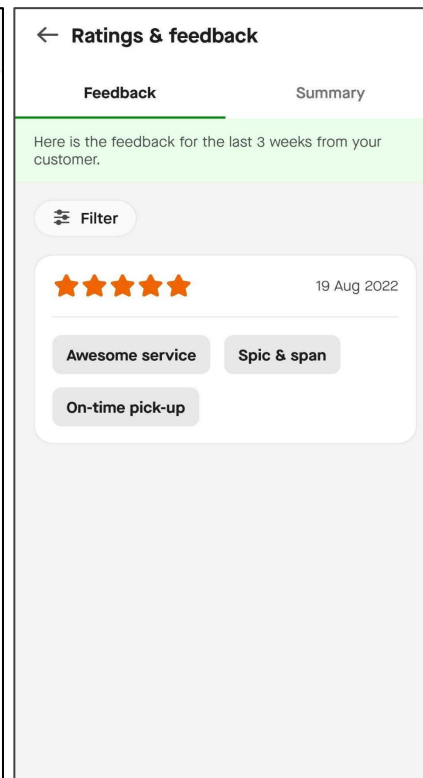 Ratings & feedback
Feedback Summary
Here is the feedback for the last 3 weeks from your
customer.
Filter
19 Aug 2022
Awesome service Spic & span
On-time pick-up